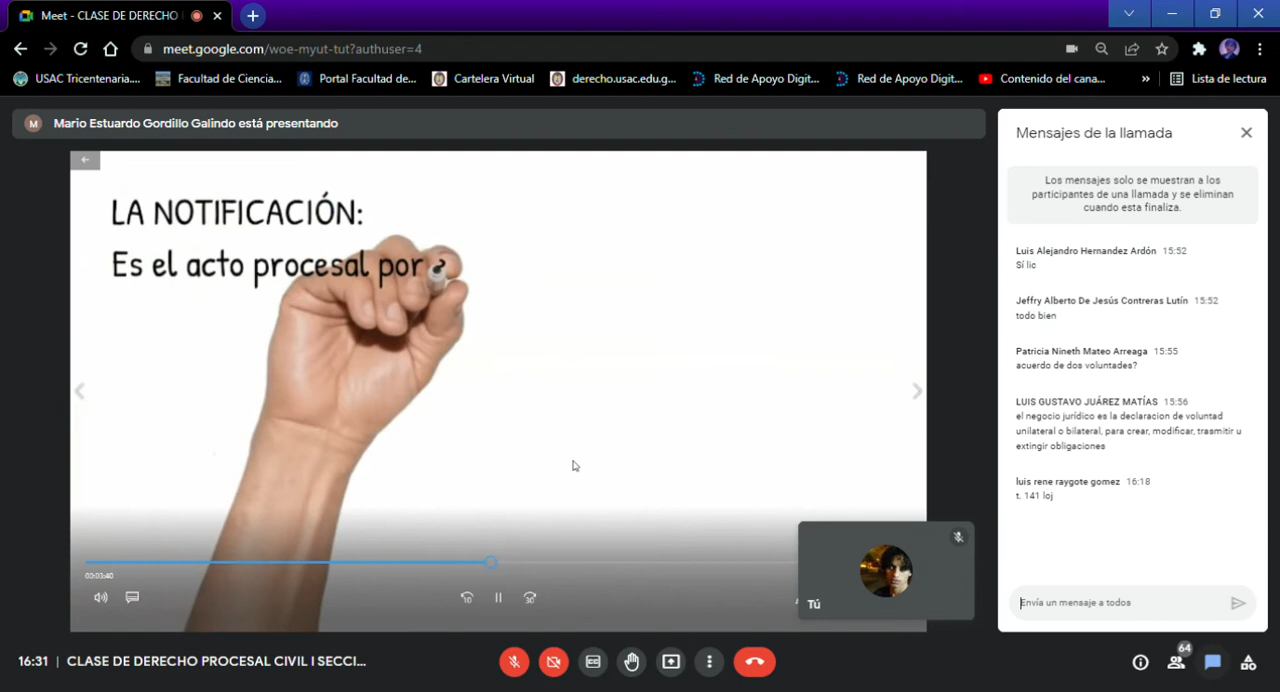 Meet - CLASE DE DERECHO
meet.google.com/woe-myut-tut?authuser=4
USAC Tricentenaria....
Facultad de Ciencia...
Portal Facultad de...
Cartelera Virtual
derecho.usac.edu.g...
Red de Apoyo Digit...
Red de Apoyo Digit...
Contenido del cana...
»
Lista de lectura
M Mario Estuardo Gordillo Galindo está presentando
LA NOTIFICACIÓN:
Es el acto procesal por
00:03:40
10
30
Tú
Mensajes de la llamada
Los mensajes solo se muestran a los
participantes de una llamada y se eliminan
cuando esta finaliza.
Luis Alejandro Hernandez Ardón 15:52
Sí lic
Jeffry Alberto De Jesús Contreras Lutín 15:52
todo bien
Patricia Nineth Mateo Arreaga 15:55
acuerdo de dos voluntades?
LUIS GUSTAVO JUÁREZ MATÍAS 15:56
el negocio jurídico es la declaracion de voluntad
unilateral o bilateral, para crear, modificar, trasmitir u
extingir obligaciones
luis rene raygote gomez 16:18
t. 141 loj
Envía un mensaje a todos
16:31 | CLASE DE DERECHO PROCESAL CIVIL I SECCI...
64